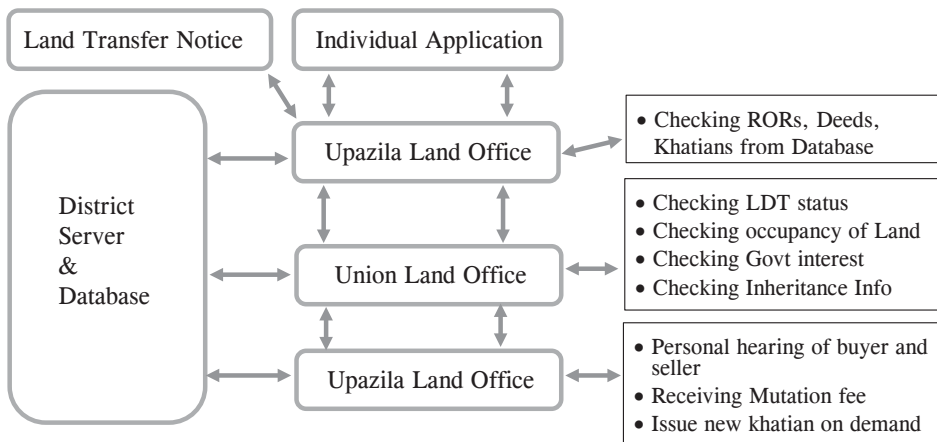 Land Transfer Notice
Individual Application
District
Server
&
Database
Upazila Land Office
• Checking RORs, Deeds,
Khatians from Database
Union Land Office
• Checking LDT status
• Checking occupancy of Land
• Checking Govt interest
• Checking Inheritance Info
Upazila Land Office
• Personal hearing of buyer and
seller
• Receiving Mutation fee
• Issue new khatian on demand